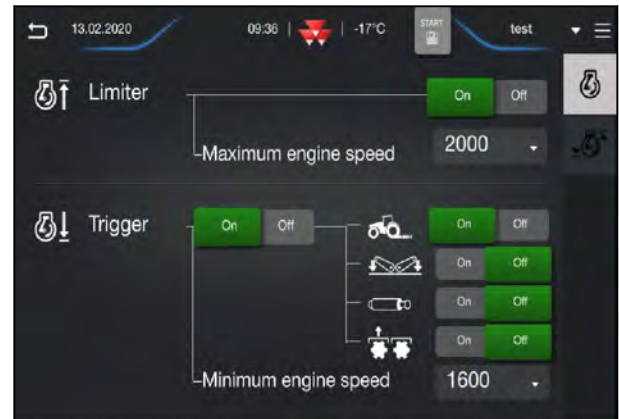 13.02.2020 09:36 | | -17°C START test
Limiter On Off
Maximum engine speed 2000
Trigger On Off On Off
On Off
On Off
On Off
Minimum engine speed 1600